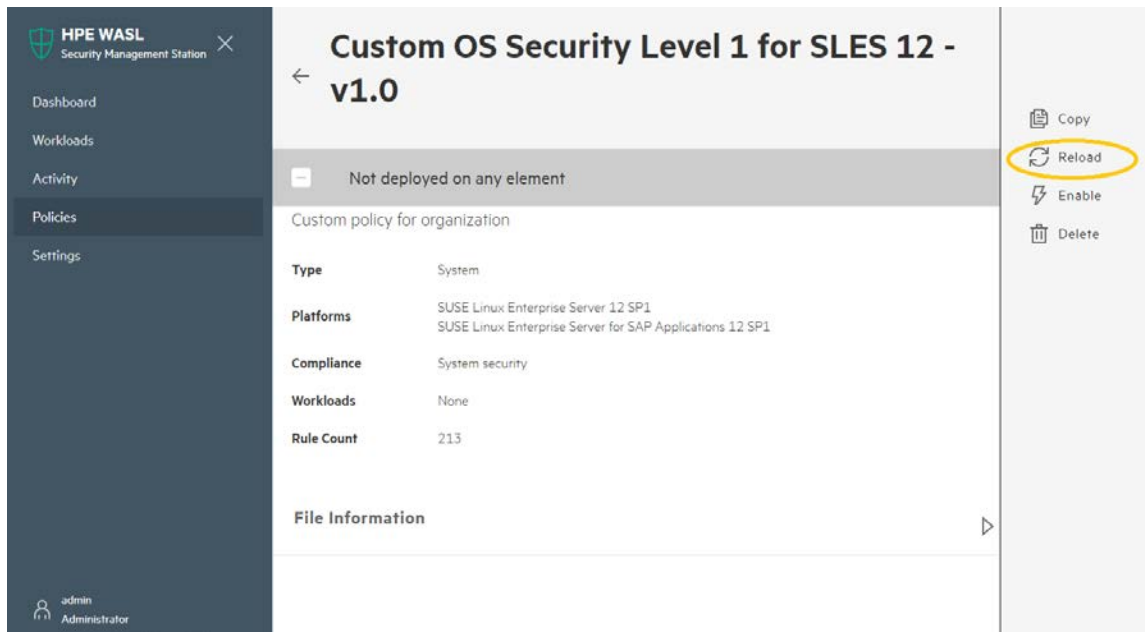 HPE WASL
Security Management Station
Dashboard
Workloads
Activity
Policies
Settings
admin
Administrator
Custom OS Security Level 1 for SLES 12 -
v1.0
Not deployed on any element
Custom policy for organization
Type System
Platforms SUSE Linux Enterprise Server 12 SP1
SUSE Linux Enterprise Server for SAP Applications 12 SP1
Compliance System security
Workloads None
Rule Count 213
File Information
Copy
Reload
Enable
Delete